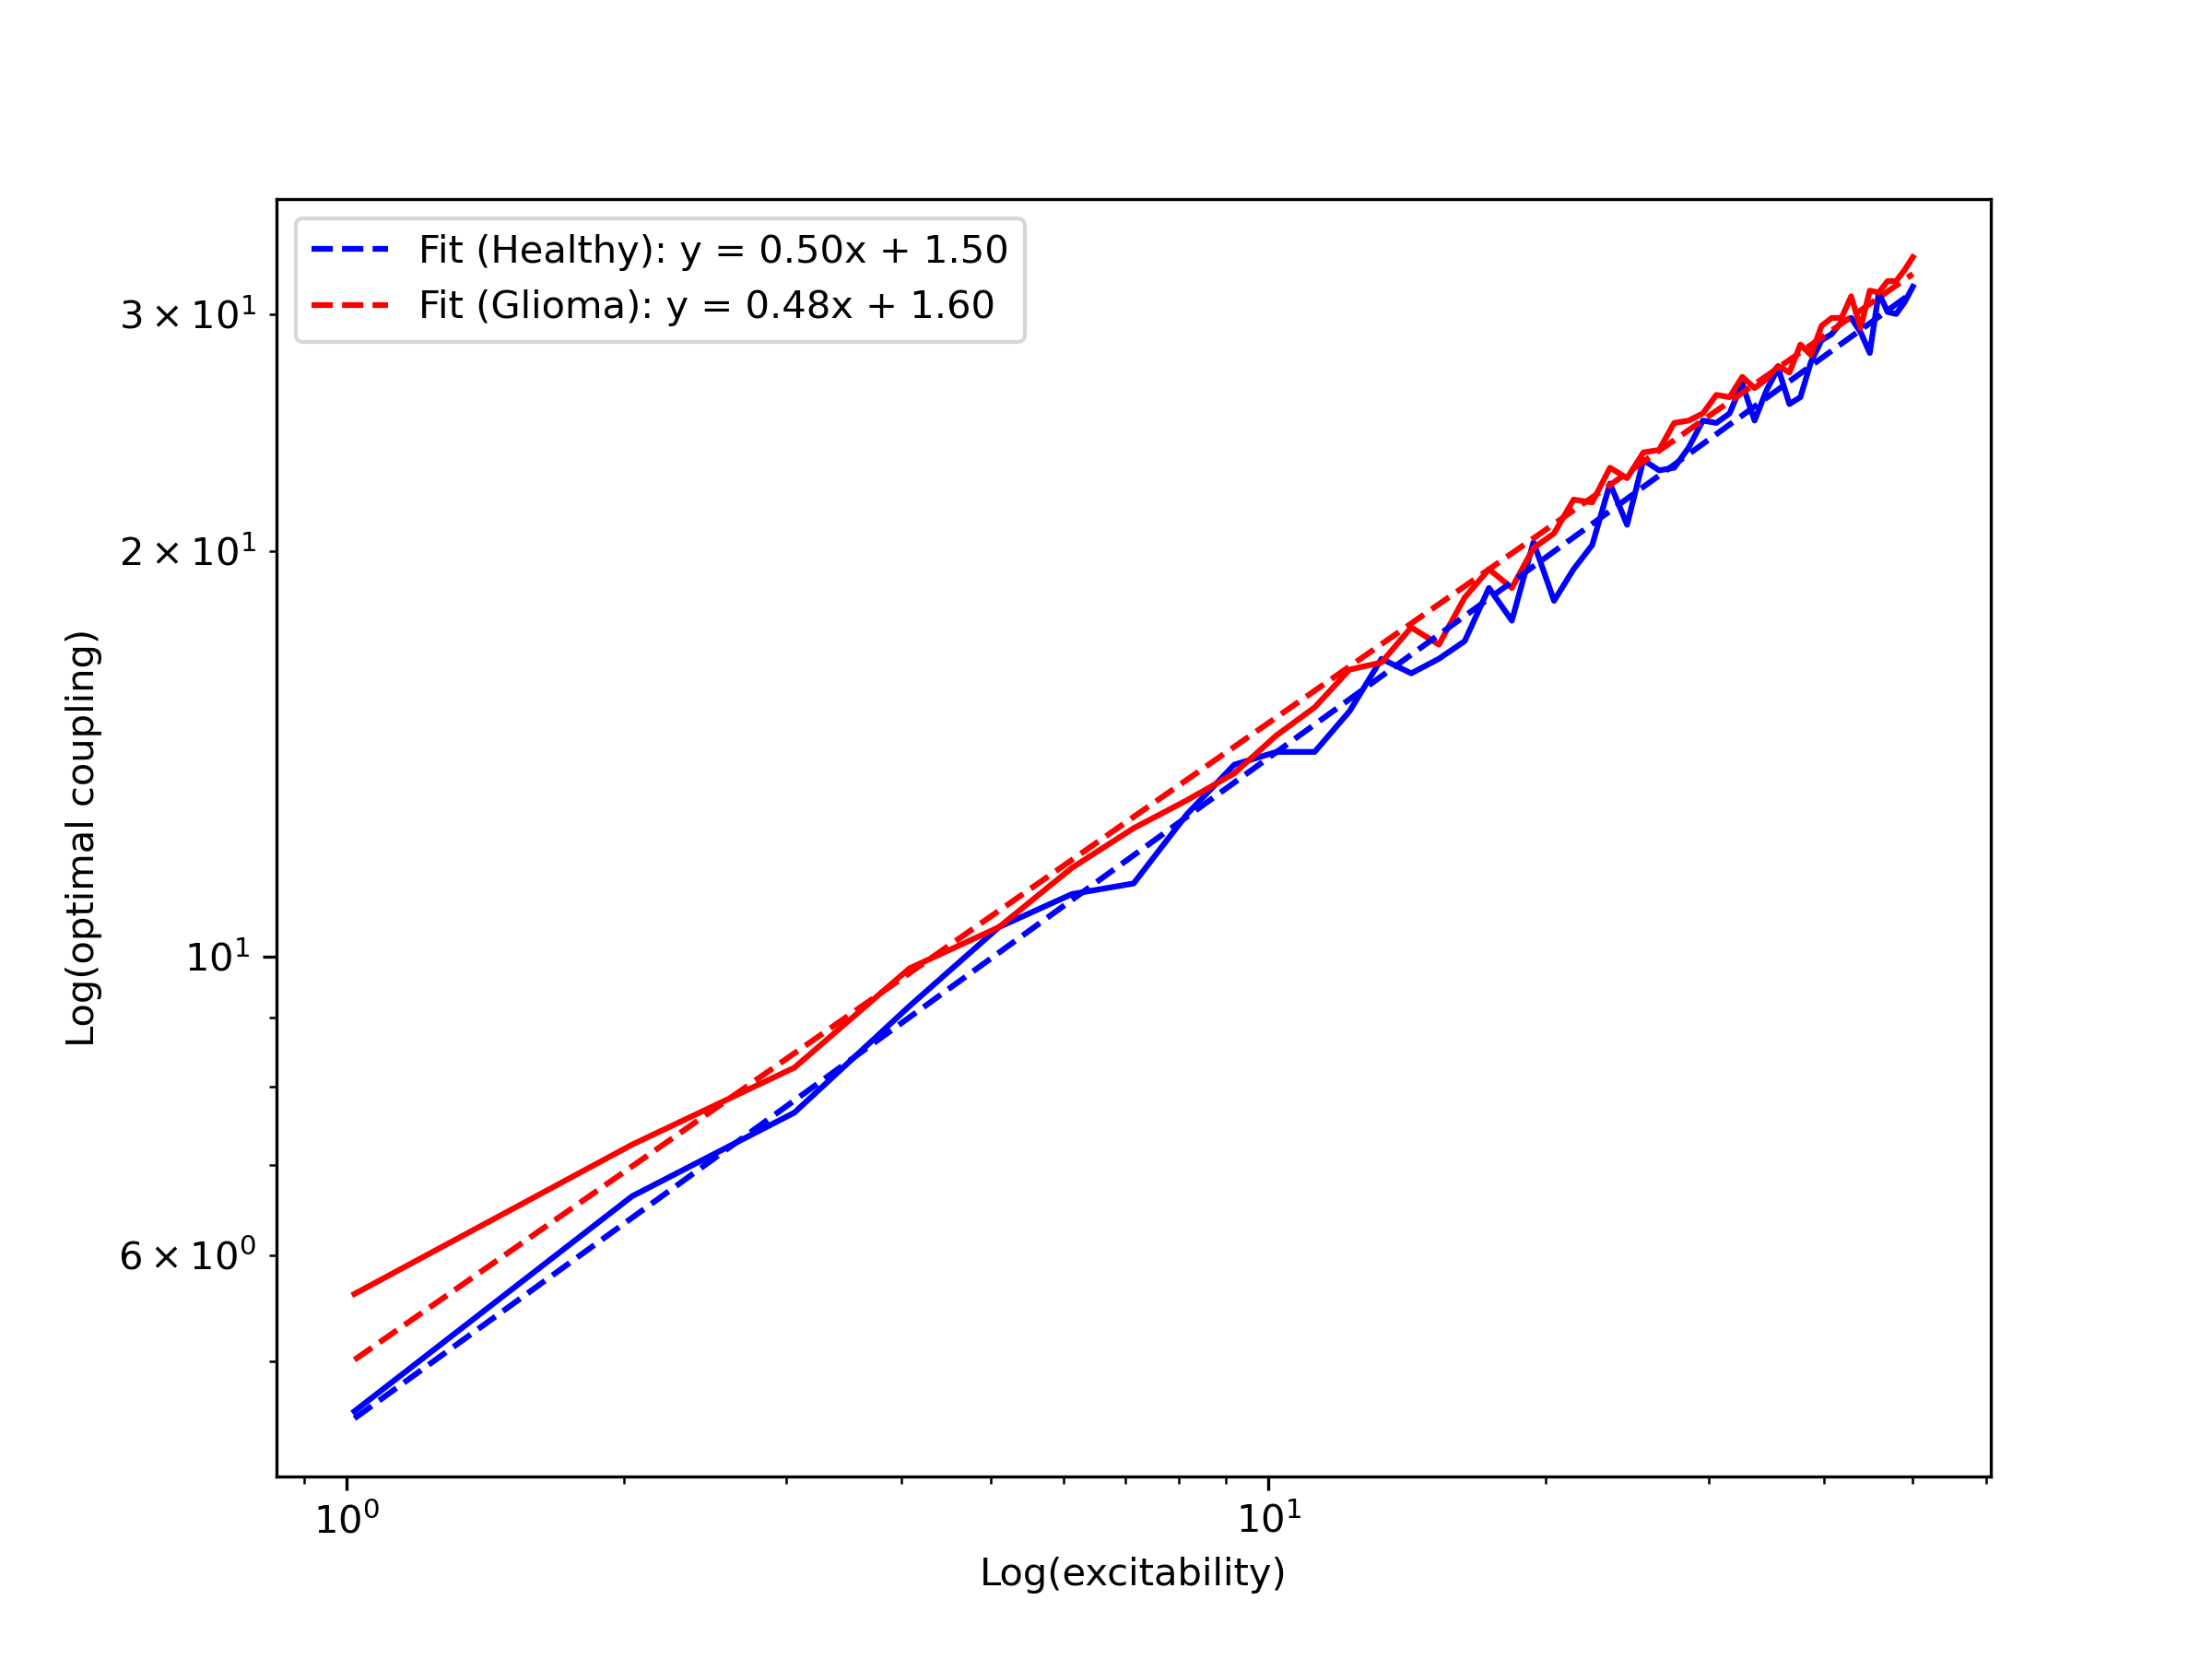 Fit (Healthy): y = 0.50x + 1.50
Fit (Glioma): y = 0.48x + 1.60
3 × 10¹
2 × 10¹
10¹
6 × 10⁰
Log(optimal coupling)
10⁰
10¹
Log(excitability)